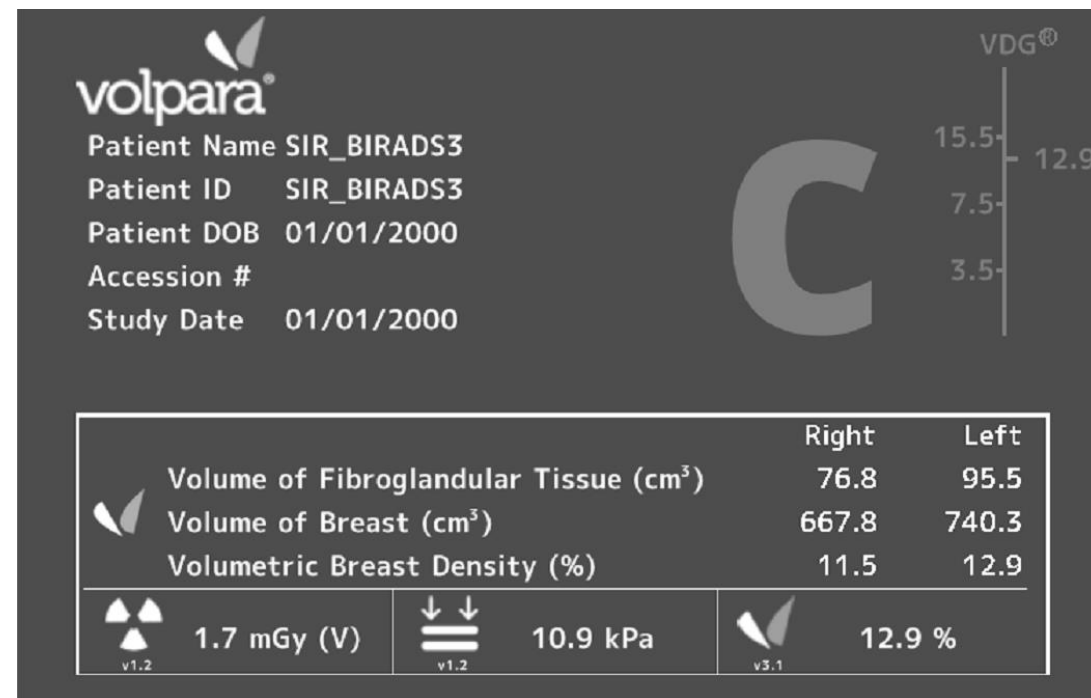 volpara®
VDG®
Patient Name SIR_BIRADS3
Patient ID SIR_BIRADS3
Patient DOB 01/01/2000
Accession #
Study Date 01/01/2000
C
15.5
12.9
7.5
3.5
Right Left
Volume of Fibroglandular Tissue (cm³) 76.8 95.5
Volume of Breast (cm³) 667.8 740.3
Volumetric Breast Density (%) 11.5 12.9
v1.2 1.7 mGy (V) v1.2 10.9 kPa v3.1 12.9 %